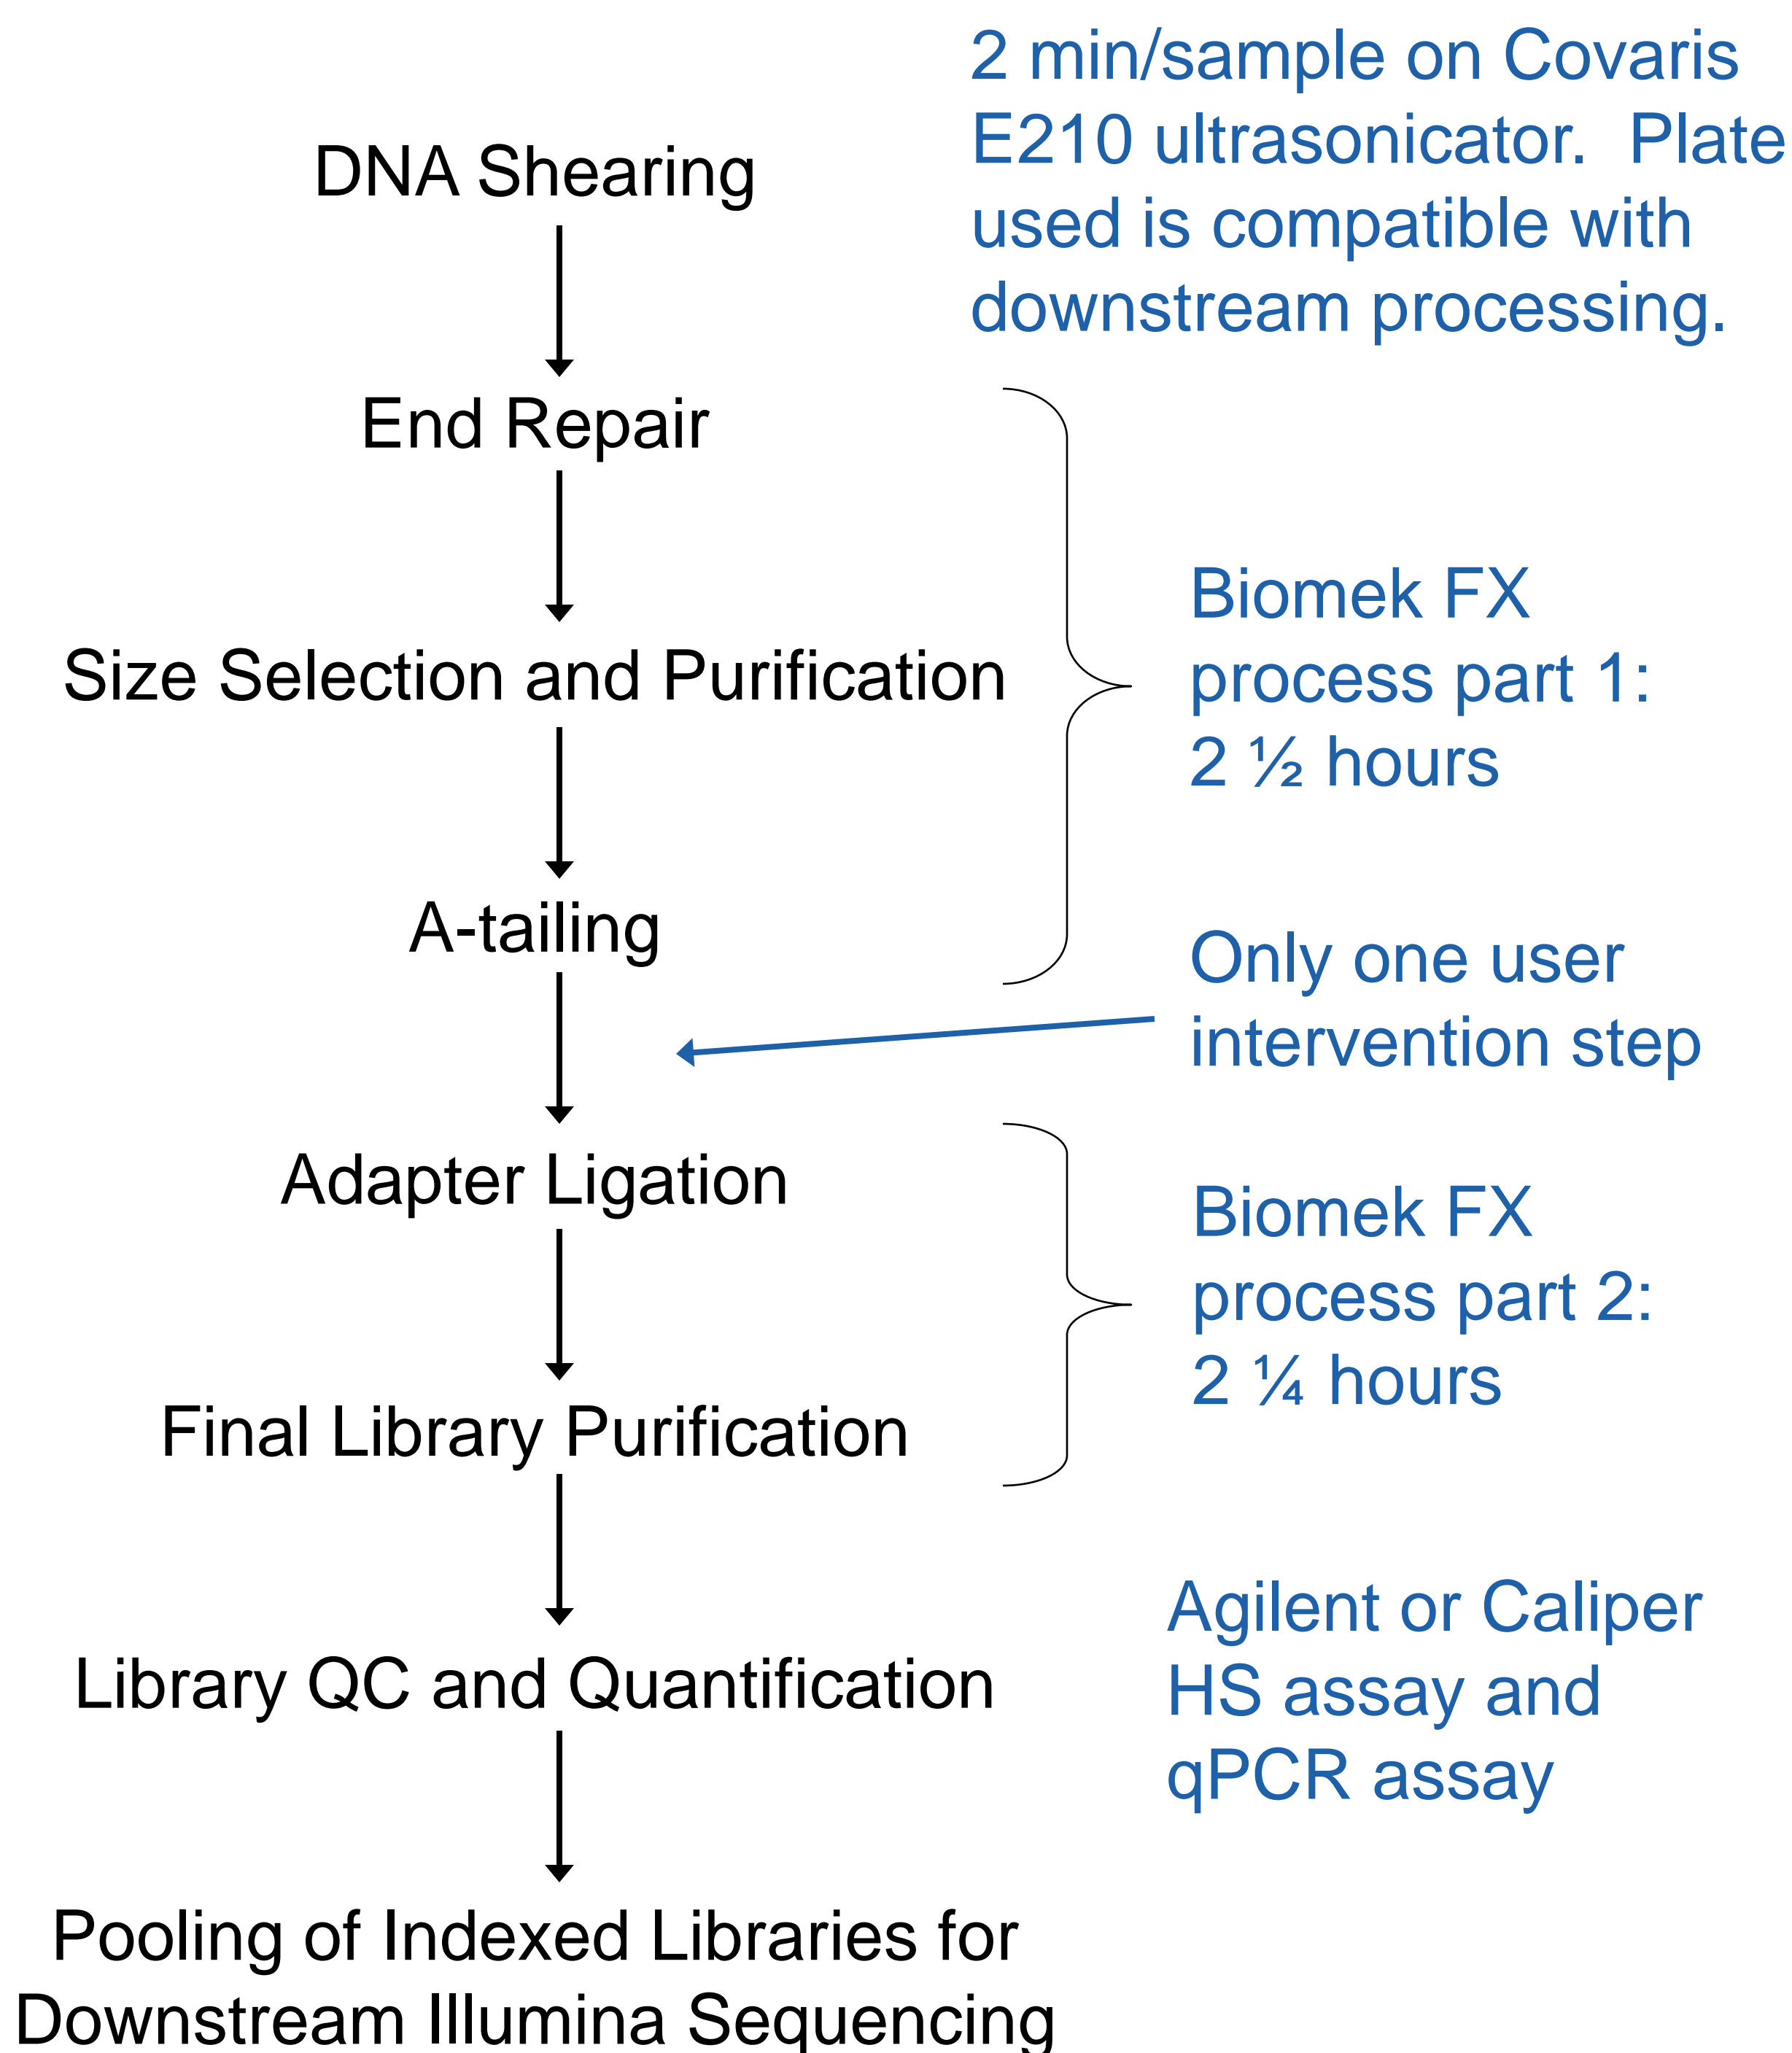 2 min/sample on Covaris
E210 ultrasonicator.  Plate
used is compatible with
downstream processing.
DNA Shearing
End Repair
Size Selection and Purification
A-tailing
Biomek FX
process part 1:
2 ½ hours
Only one user
intervention step
Adapter Ligation
Final Library Purification
Biomek FX
process part 2:
2 ¼ hours
Library QC and Quantification
Agilent or Caliper
HS assay and
qPCR assay
Pooling of Indexed Libraries for
Downstream Illumina Sequencing